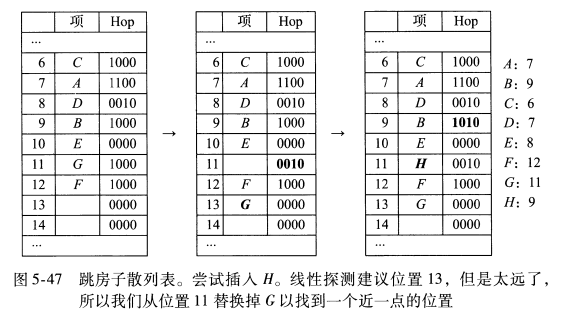 项 Hop
...
6 C 1000
7 A 1100
8 D 0010
9 B 1000
10 E 0000
11 G 1000
12 F 1000
13 0000
14 0000
...
→
项 Hop
...
6 C 1000
7 A 1100
8 D 0010
9 B 1000
10 E 0000
11 0010
12 F 1000
13 G 0000
14 0000
...
→
项 Hop
...
6 C 1000
7 A 1100
8 D 0010
9 B 1010
10 E 0000
11 H 0010
12 F 1000
13 G 0000
14 0000
...
A: 7
B: 9
C: 6
D: 7
E: 8
F: 12
G: 11
H: 9
图 5-47 跳房子散列表。尝试插入 H。线性探测建议位置 13，但是太远了，
所以我们从位置 11 替换掉 G 以找到一个近一点的位置